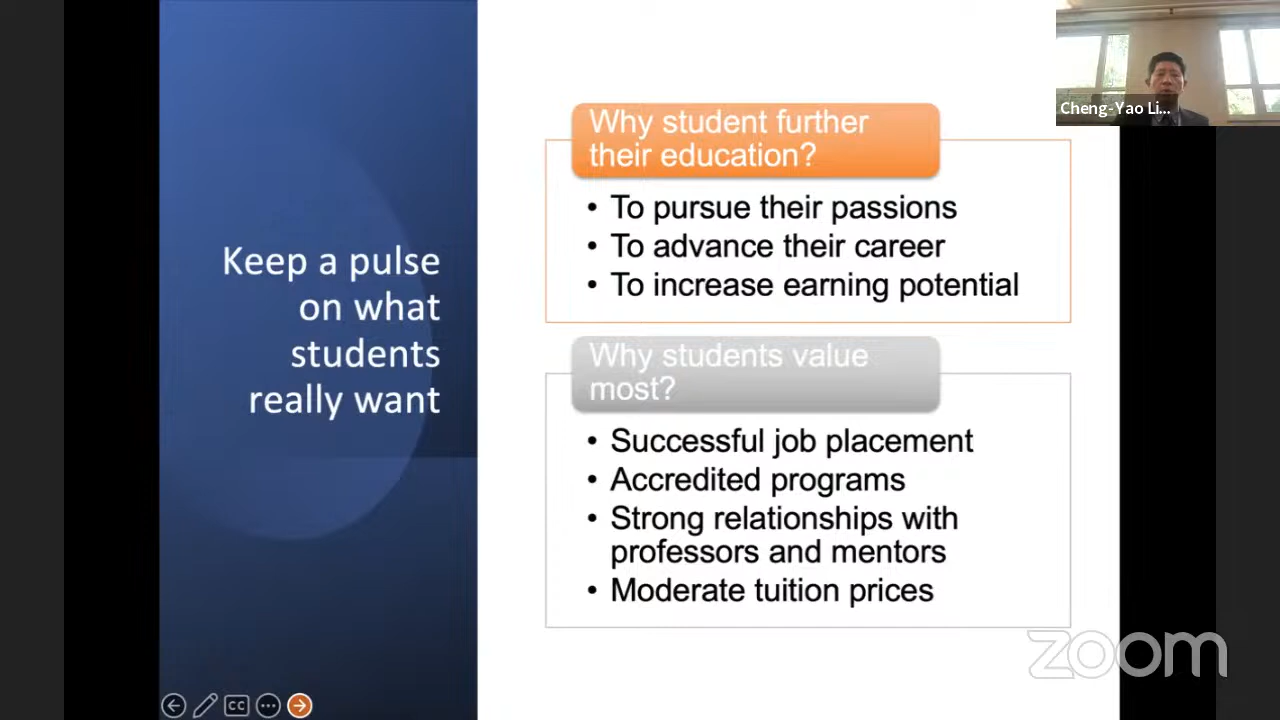 Keep a pulse
on what
students
really want
Why student further
their education?
• To pursue their passions
• To advance their career
• To increase earning potential
Why students value
most?
• Successful job placement
• Accredited programs
• Strong relationships with
professors and mentors
• Moderate tuition prices
Cheng-Yao Li...
zoom
CC